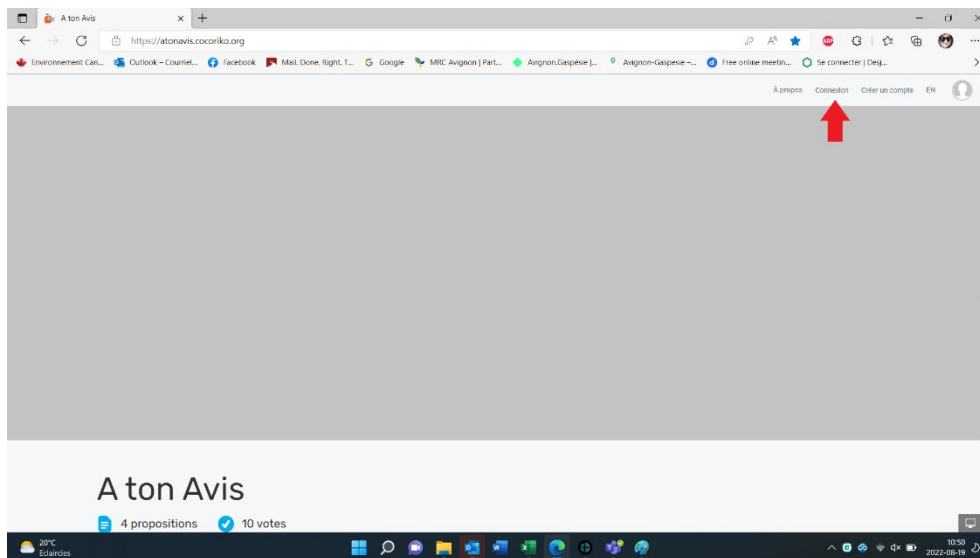 A ton Avis
https://atonavis.cocoriko.org
Environnement Can...
Outlook – Courriel...
Facebook
Mail. Done. Right. T...
Google
MRC Avignon | Part...
Avignon.Gaspésie |...
Avignon-Gaspesie –...
Free online meetin...
Se connecter | Desj...
À propos
Connexion
Créer un compte
EN
A ton Avis
4 propositions
10 votes
20°C
Eclaircies
10:50
2022-08-19